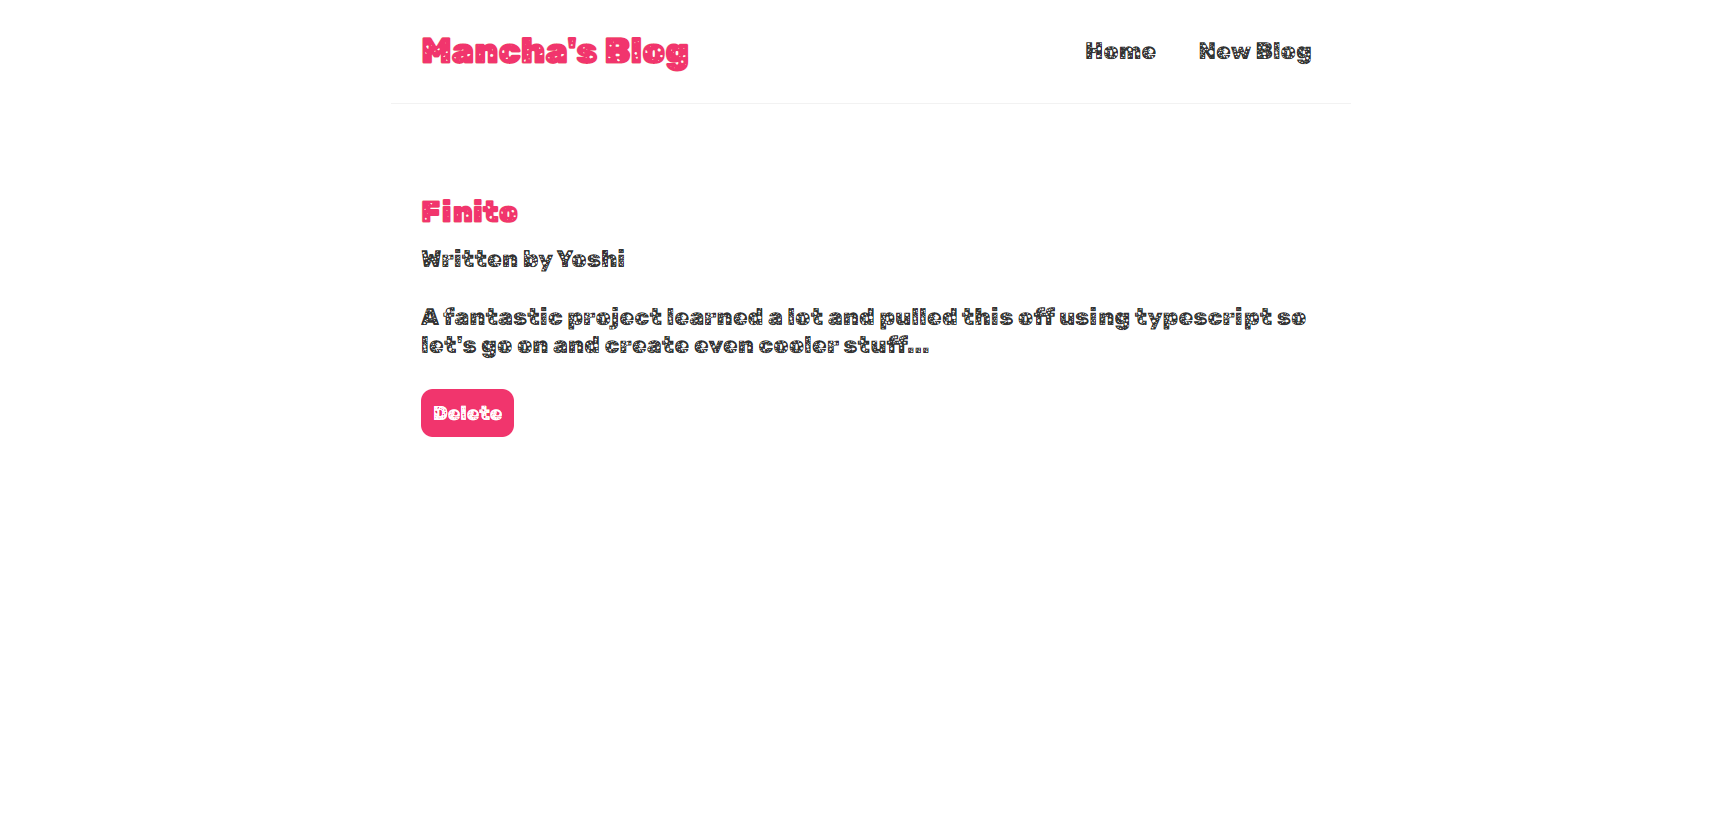 Mancha's Blog
Home
New Blog
Finito
Written by Yoshi
A fantastic project learned a lot and pulled this off using typescript so
let's go on and create even cooler stuff...
Delete